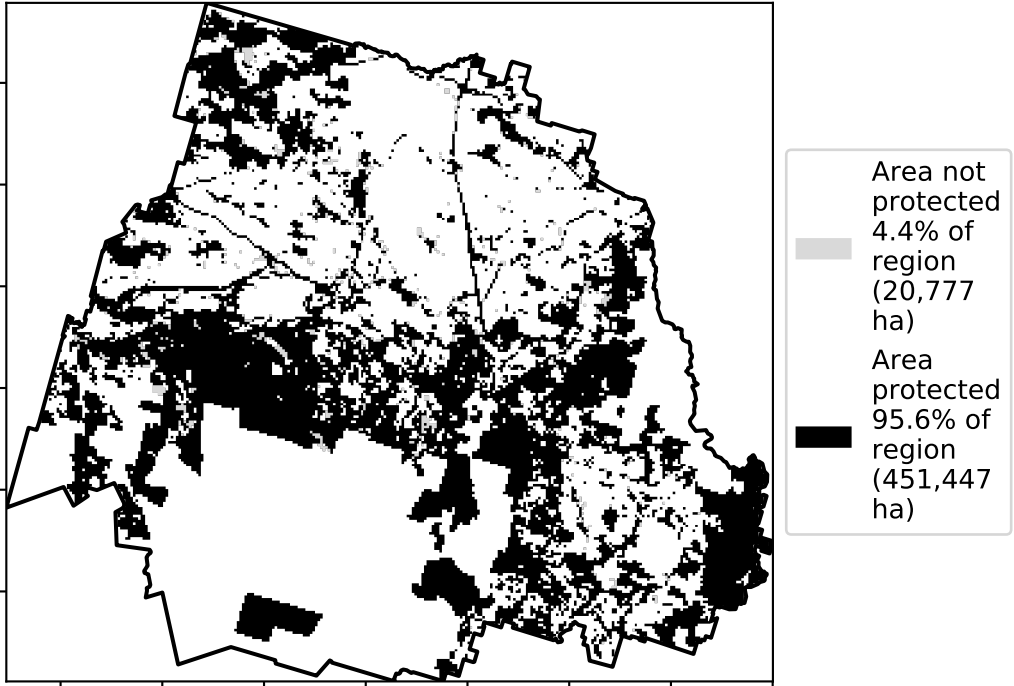 Area not
protected
4.4% of
region
(20,777
ha)
Area
protected
95.6% of
region
(451,447
ha)